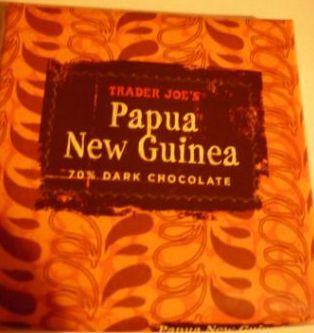 TRADER JOE'S
Papua
New Guinea
70% DARK CHOCOLATE
Papua New Guinea